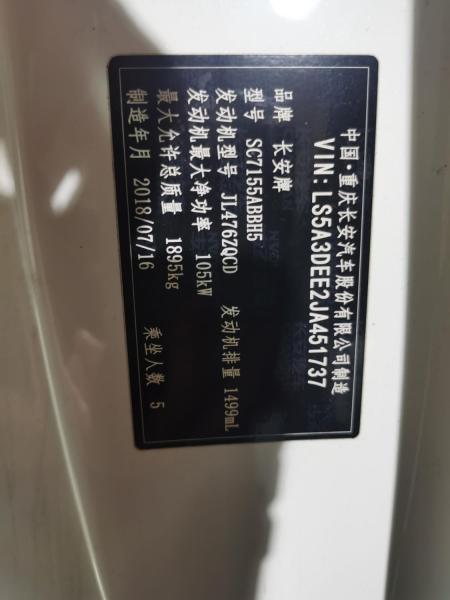 中国·重庆长安汽车股份有限公司制造
VIN: LS5A3DEE2JA451737
品牌 长安牌
型号 SC7155ABBH5
发动机型号 JL476ZQCD 发动机排量 1499mL
发动机最大净功率 105kW
最大允许总质量 1895kg
制造年月 2018/07/16 乘坐人数 5